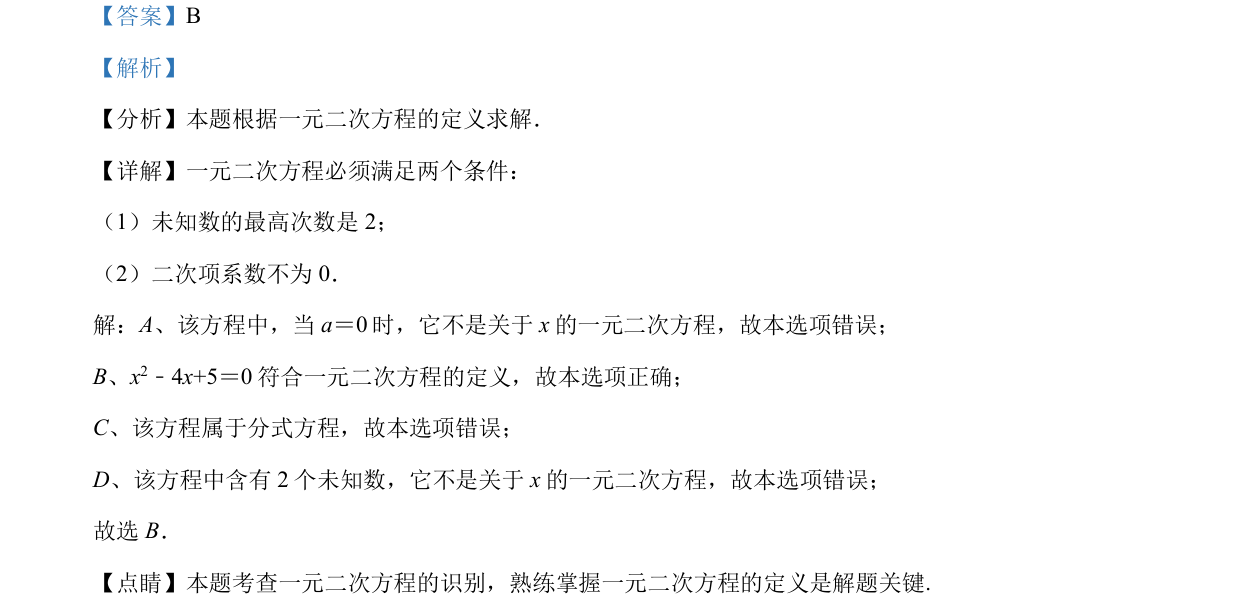 【答案】B
【解析】
【分析】本题根据一元二次方程的定义求解．
【详解】一元二次方程必须满足两个条件：
（1）未知数的最高次数是 2；
（2）二次项系数不为 0．
解：A、该方程中，当 a＝0 时，它不是关于 x 的一元二次方程，故本选项错误；
B、x²﹣4x+5＝0 符合一元二次方程的定义，故本选项正确；
C、该方程属于分式方程，故本选项错误；
D、该方程中含有 2 个未知数，它不是关于 x 的一元二次方程，故本选项错误；
故选 B．
【点睛】本题考查一元二次方程的识别，熟练掌握一元二次方程的定义是解题关键.